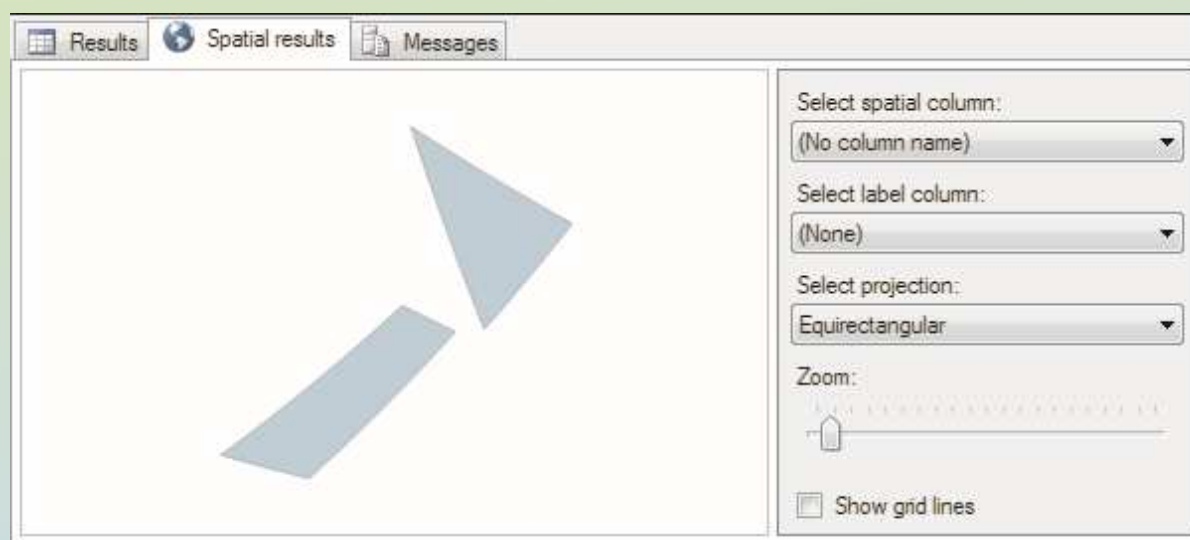 Results Spatial results Messages
Select spatial column:
(No column name)
Select label column:
(None)
Select projection:
Equirectangular
Zoom:
Show grid lines